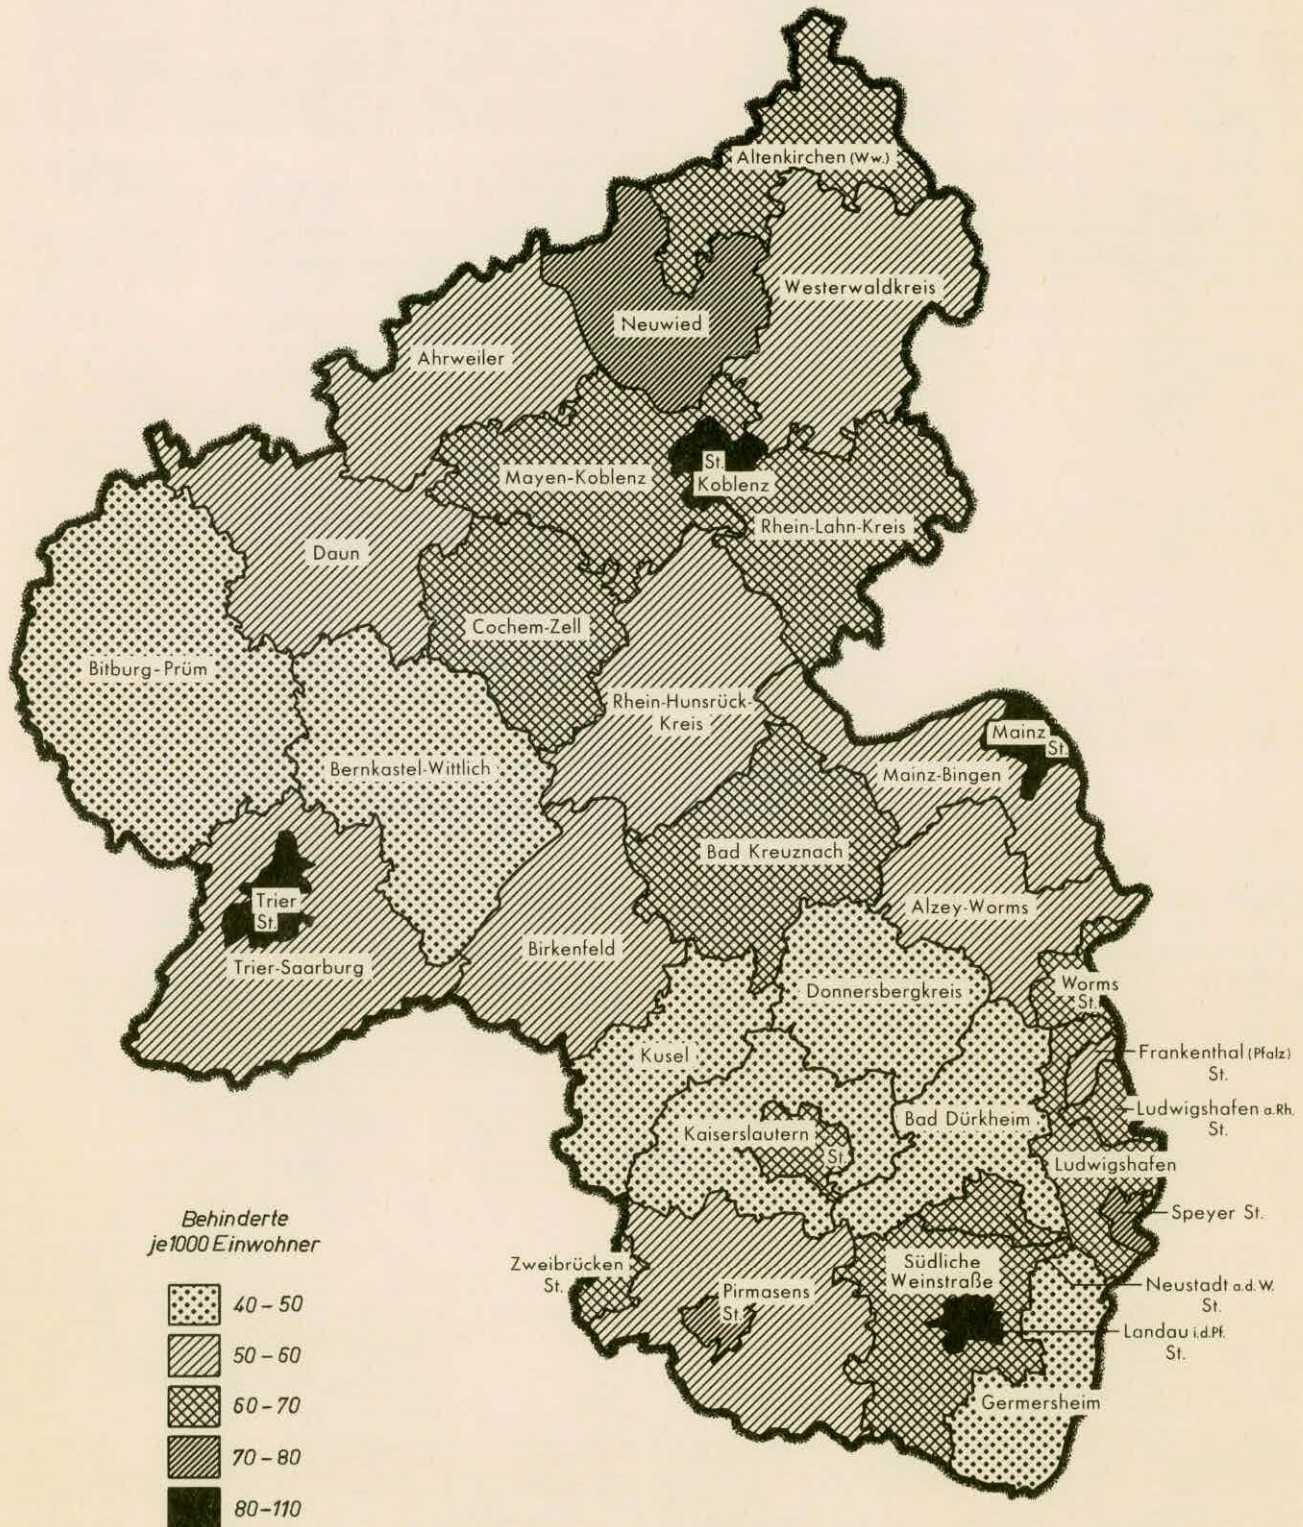 Altenkirchen (Ww.)
Westerwaldkreis
Neuwied
Ahrweiler
St.
Koblenz
Mayen-Koblenz
Rhein-Lahn-Kreis
Daun
Cochem-Zell
Bitburg-Prüm
Rhein-Hunsrück-
Kreis
Mainz
St.
Bernkastel-Wittlich
Mainz-Bingen
Bad Kreuznach
Trier
St.
Alzey-Worms
Birkenfeld
Trier-Saarburg
Worms
St.
Donnersbergkreis
Kusel
Frankenthal (Pfalz)
St.
Ludwigshafen a.Rh.
St.
Bad Dürkheim
Kaiserslautern
St.
Ludwigshafen
Speyer St.
Zweibrücken
St.
Südliche
Weinstraße
Neustadt a.d.W.
St.
Pirmasens
St.
Landau i.d.Pf.
St.
Germersheim
Behinderte
je 1000 Einwohner
40 – 50
50 – 60
60 – 70
70 – 80
80 – 110